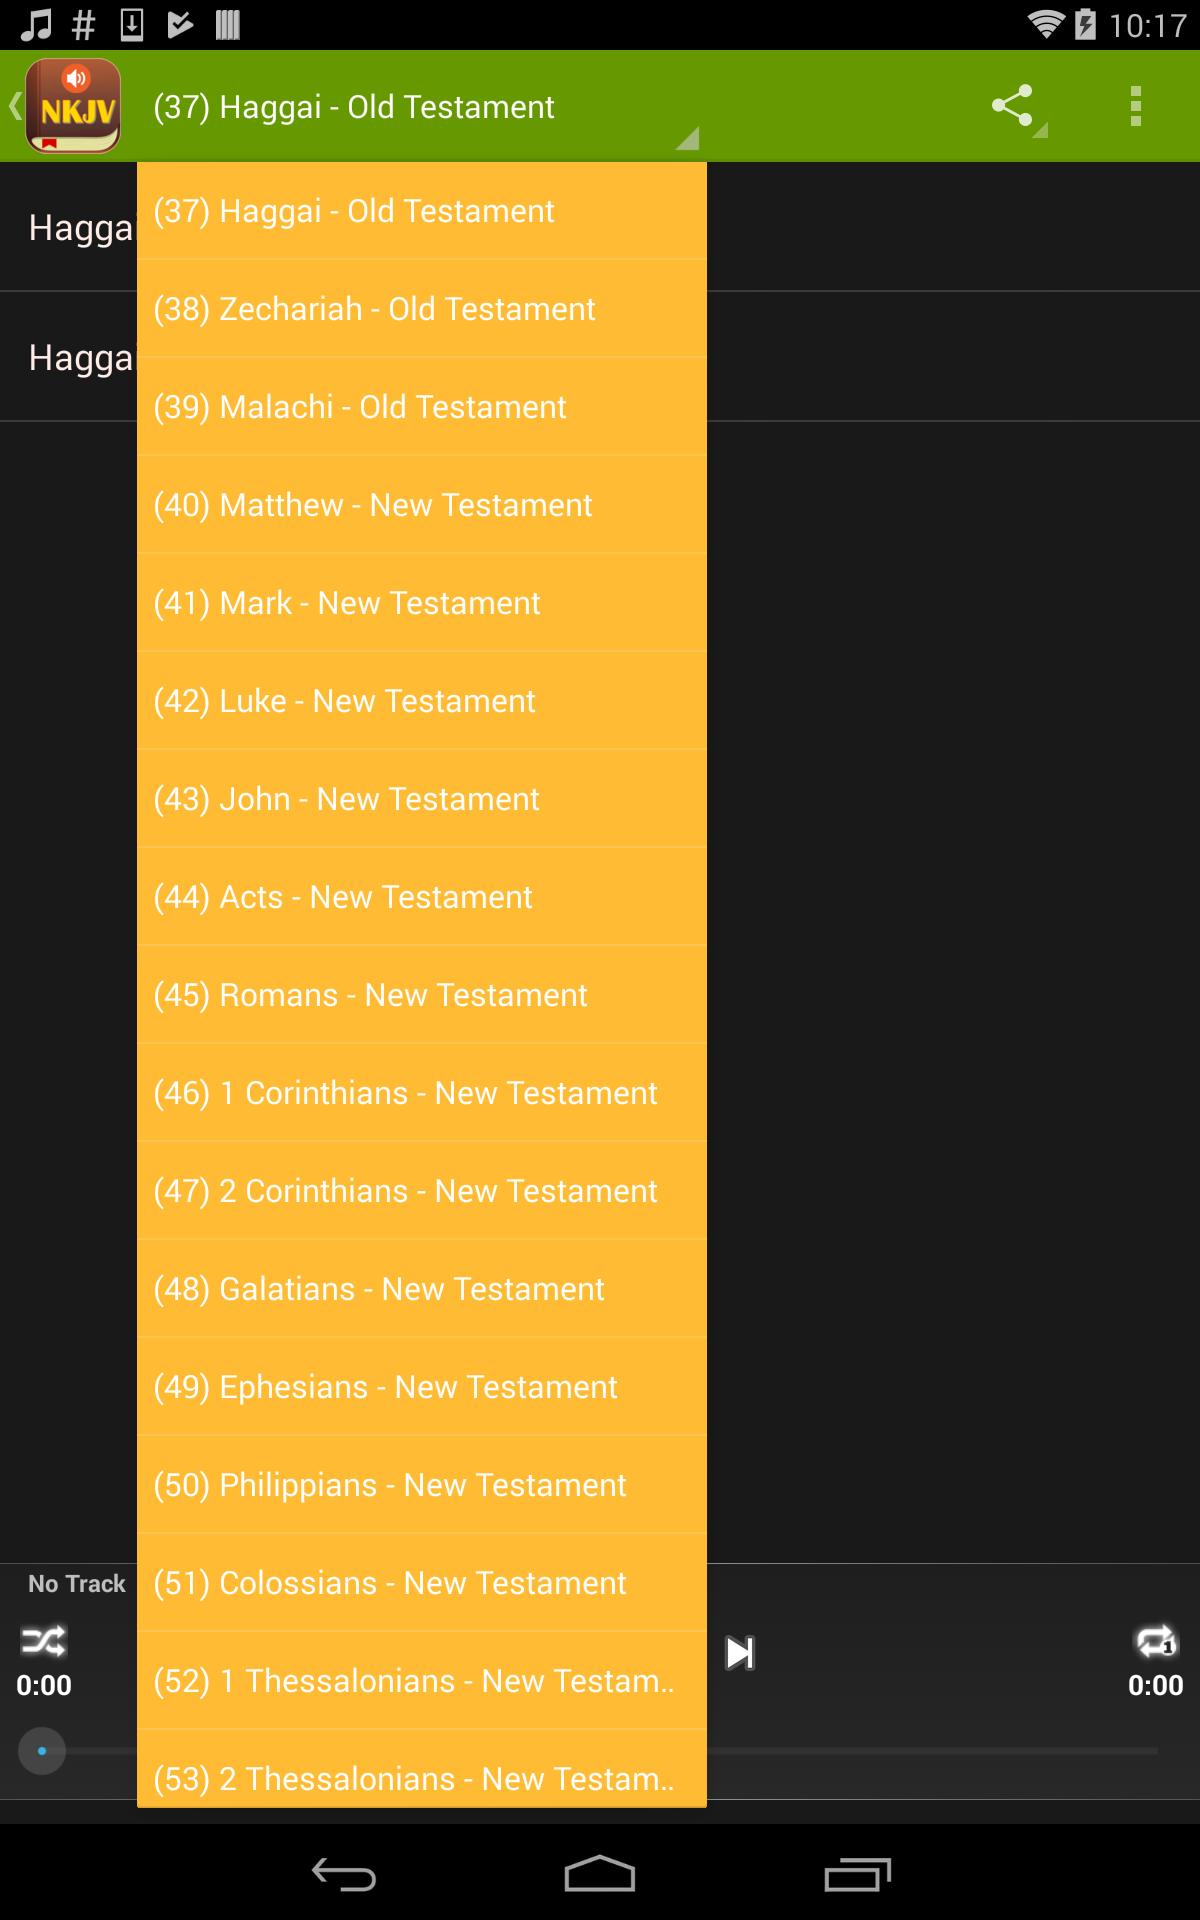 10:17
NKJV
(37) Haggai - Old Testament
Haggai
Haggai
(37) Haggai - Old Testament
(38) Zechariah - Old Testament
(39) Malachi - Old Testament
(40) Matthew - New Testament
(41) Mark - New Testament
(42) Luke - New Testament
(43) John - New Testament
(44) Acts - New Testament
(45) Romans - New Testament
(46) 1 Corinthians - New Testament
(47) 2 Corinthians - New Testament
(48) Galatians - New Testament
(49) Ephesians - New Testament
(50) Philippians - New Testament
(51) Colossians - New Testament
(52) 1 Thessalonians - New Testam..
(53) 2 Thessalonians - New Testam..
No Track
1
0:00
0:00